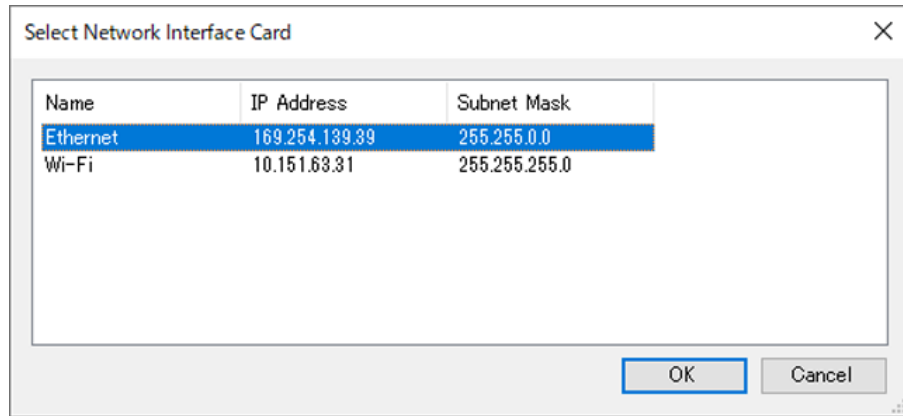 Select Network Interface Card
Name IP Address Subnet Mask
Ethernet 169.254.139.39 255.255.0.0
Wi-Fi 10.151.63.31 255.255.255.0
OK Cancel